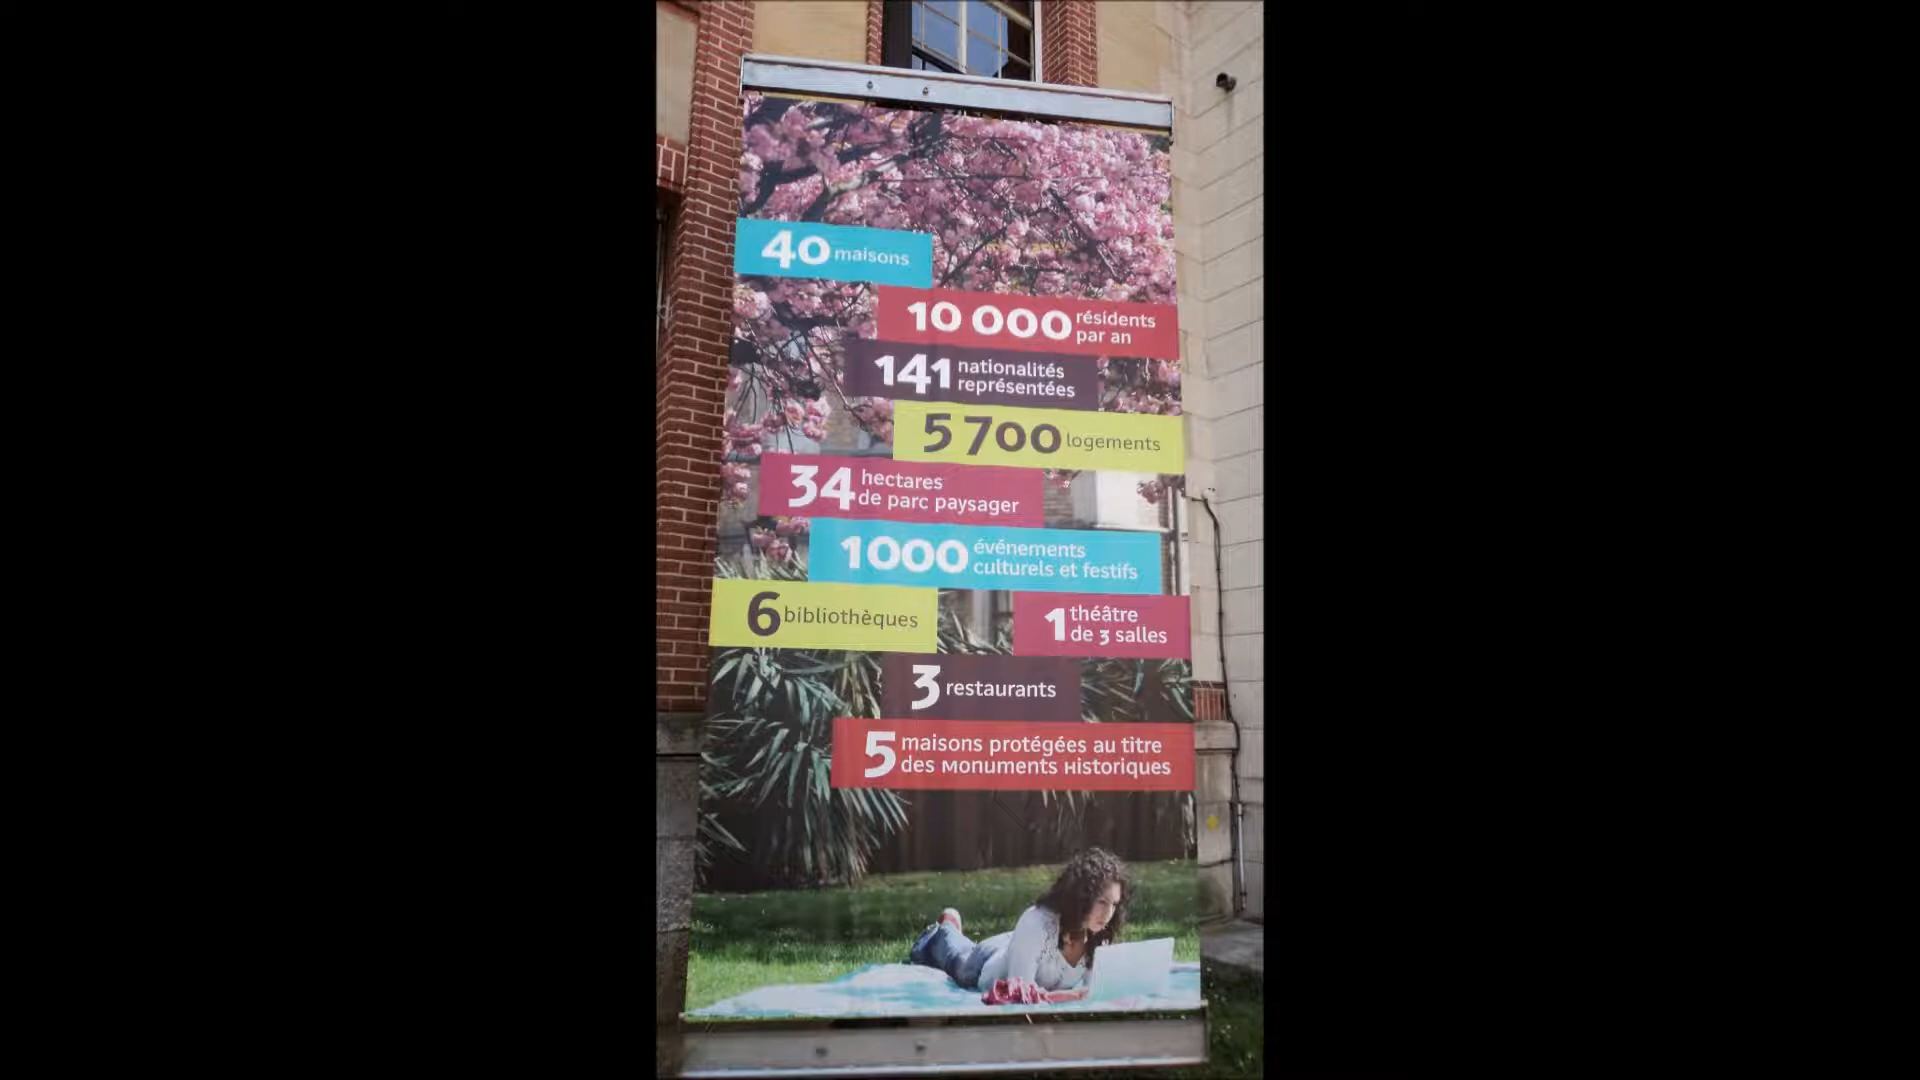 40 maisons
10 000 résidents
par an
141 nationalités
représentées
5 700 logements
34 hectares
de parc paysager
1000 événements
culturels et festifs
6 bibliothèques
1 théâtre
de 3 salles
3 restaurants
5 maisons protégées au titre
des Monuments Historiques